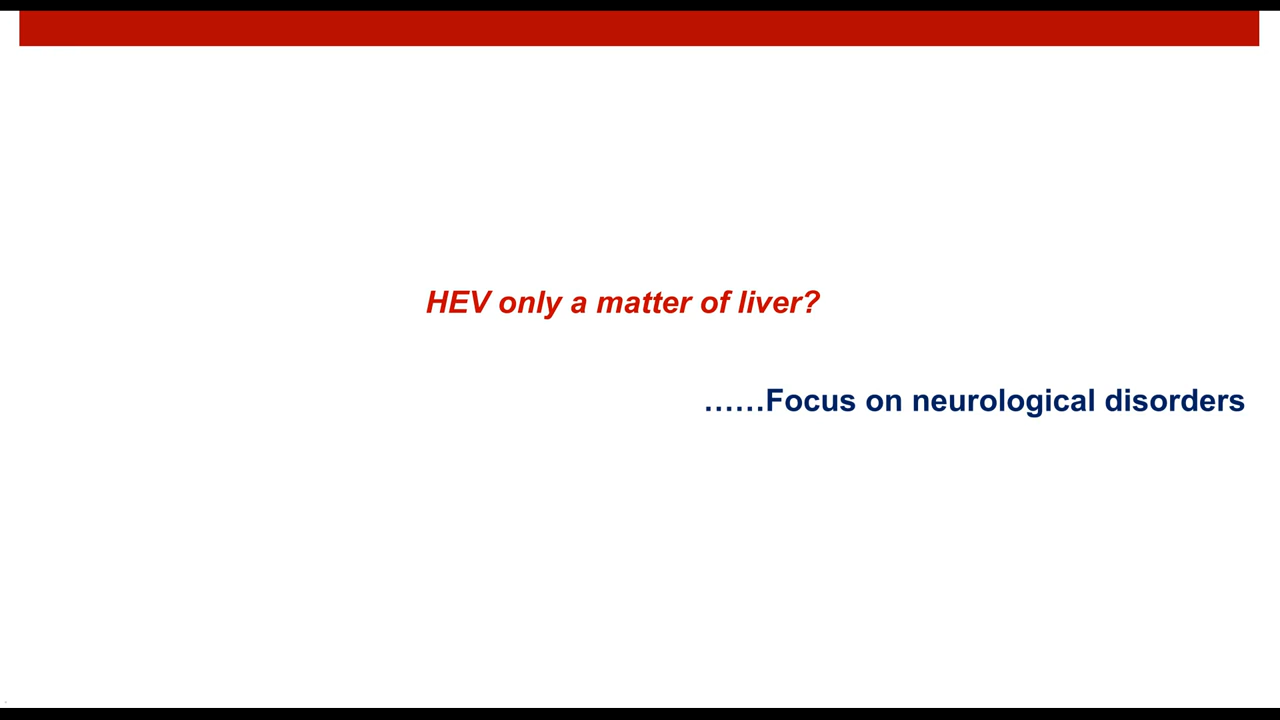 HEV only a matter of liver?
……Focus on neurological disorders